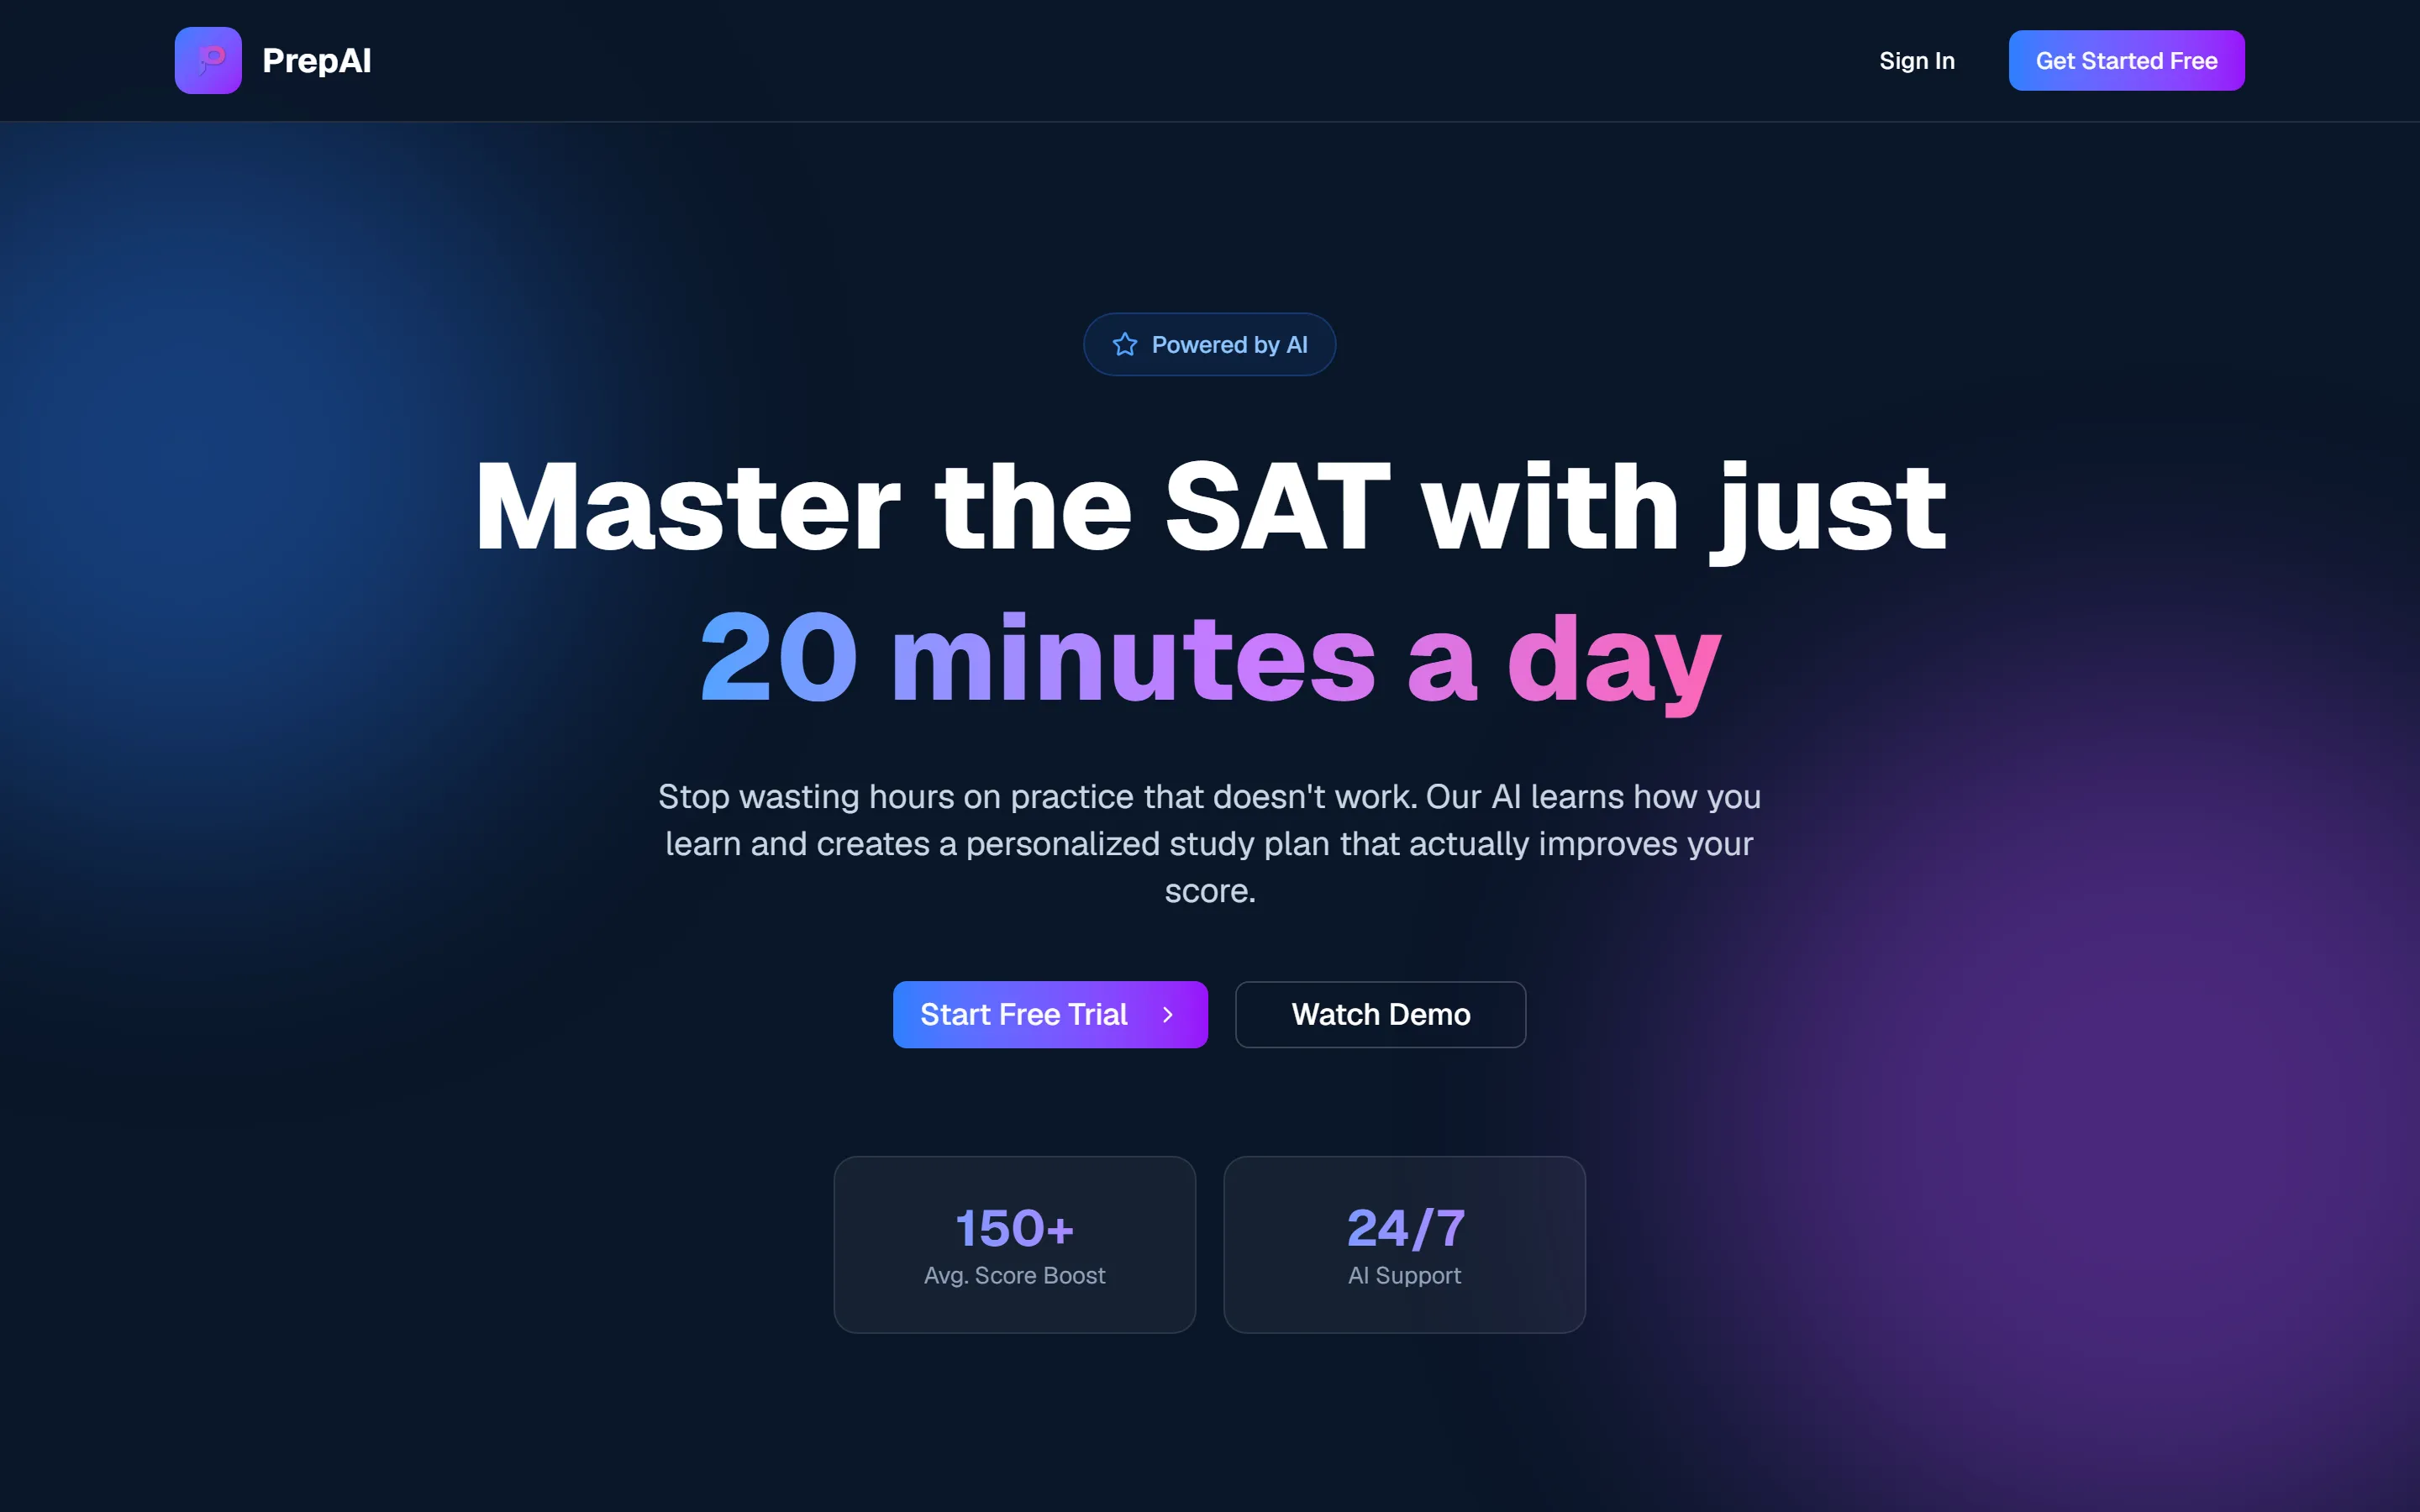 PrepAI
Sign In
Get Started Free
Powered by AI
Master the SAT with just
20 minutes a day
Stop wasting hours on practice that doesn't work. Our AI learns how you
learn and creates a personalized study plan that actually improves your
score.
Start Free Trial
Watch Demo
150+
Avg. Score Boost
24/7
AI Support